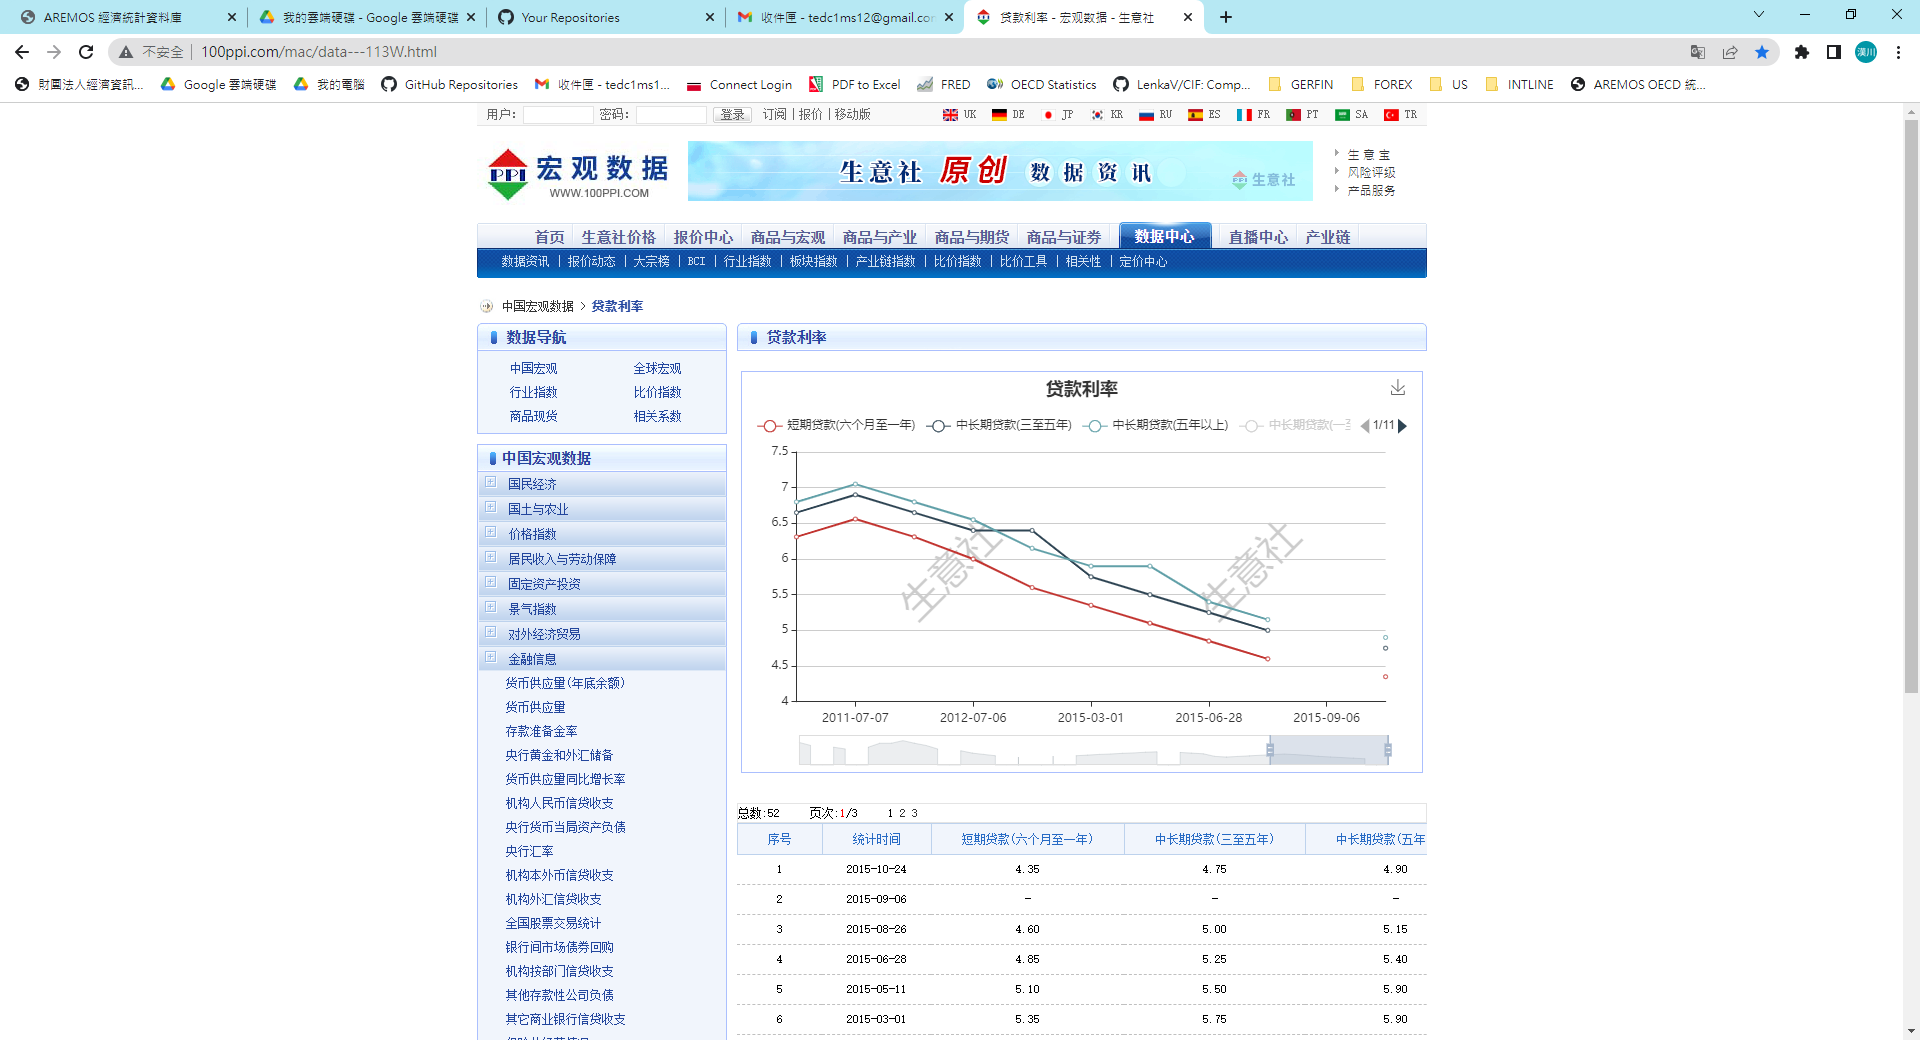 AREMOS 經濟統計資料庫
我的雲端硬碟 - Google 雲端硬碟
Your Repositories
收件匣 - tedc1ms12@gmail.co
贷款利率 - 宏观数据 - 生意社
不安全
100ppi.com/mac/data---113W.html
潢川
財團法人經濟資訊...
Google 雲端硬碟
我的電腦
GitHub Repositories
收件匣 - tedc1ms1...
Connect Login
PDF to Excel
FRED
OECD Statistics
LenkaV/CIF: Comp...
GERFIN
FOREX
US
INTLINE
AREMOS OECD 統...
用户: 密码: 登录 订阅 | 报价 | 移动版
UK DE JP KR RU ES FR PT SA TR
PPI 宏观数据
WWW.100PPI.COM
生意社 原创 数据资讯
PPI 生意社
生 意 宝
风险评级
产品服务
首页 生意社价格 报价中心 商品与宏观 商品与产业 商品与期货 商品与证券 数据中心 直播中心 产业链
数据资讯 | 报价动态 | 大宗榜 | BCI | 行业指数 | 板块指数 | 产业链指数 | 比价指数 | 比价工具 | 相关性 | 定价中心
中国宏观数据 > 贷款利率
数据导航
中国宏观 全球宏观
行业指数 比价指数
商品现货 相关系数
中国宏观数据
国民经济
国土与农业
价格指数
居民收入与劳动保障
固定资产投资
景气指数
对外经济贸易
金融信息
货币供应量(年底余额)
货币供应量
存款准备金率
央行黄金和外汇储备
货币供应量同比增长率
机构人民币信贷收支
央行货币当局资产负债
央行汇率
机构本外币信贷收支
机构外汇信贷收支
全国股票交易统计
银行间市场债券回购
机构按部门信贷收支
其他存款性公司负债
其它商业银行信贷收支
贷款利率
贷款利率
短期贷款(六个月至一年) 中长期贷款(三至五年) 中长期贷款(五年以上) 中长期贷款(一至 1/11
7.5
7
6.5
6
5.5
5
4.5
4
2011-07-07 2012-07-06 2015-03-01 2015-06-28 2015-09-06
生意社 生意社
总数:52 页次:1/3 1 2 3
序号 统计时间 短期贷款(六个月至一年) 中长期贷款(三至五年) 中长期贷款(五年
1 2015-10-24 4.35 4.75 4.90
2 2015-09-06 - - -
3 2015-08-26 4.60 5.00 5.15
4 2015-06-28 4.85 5.25 5.40
5 2015-05-11 5.10 5.50 5.90
6 2015-03-01 5.35 5.75 5.90